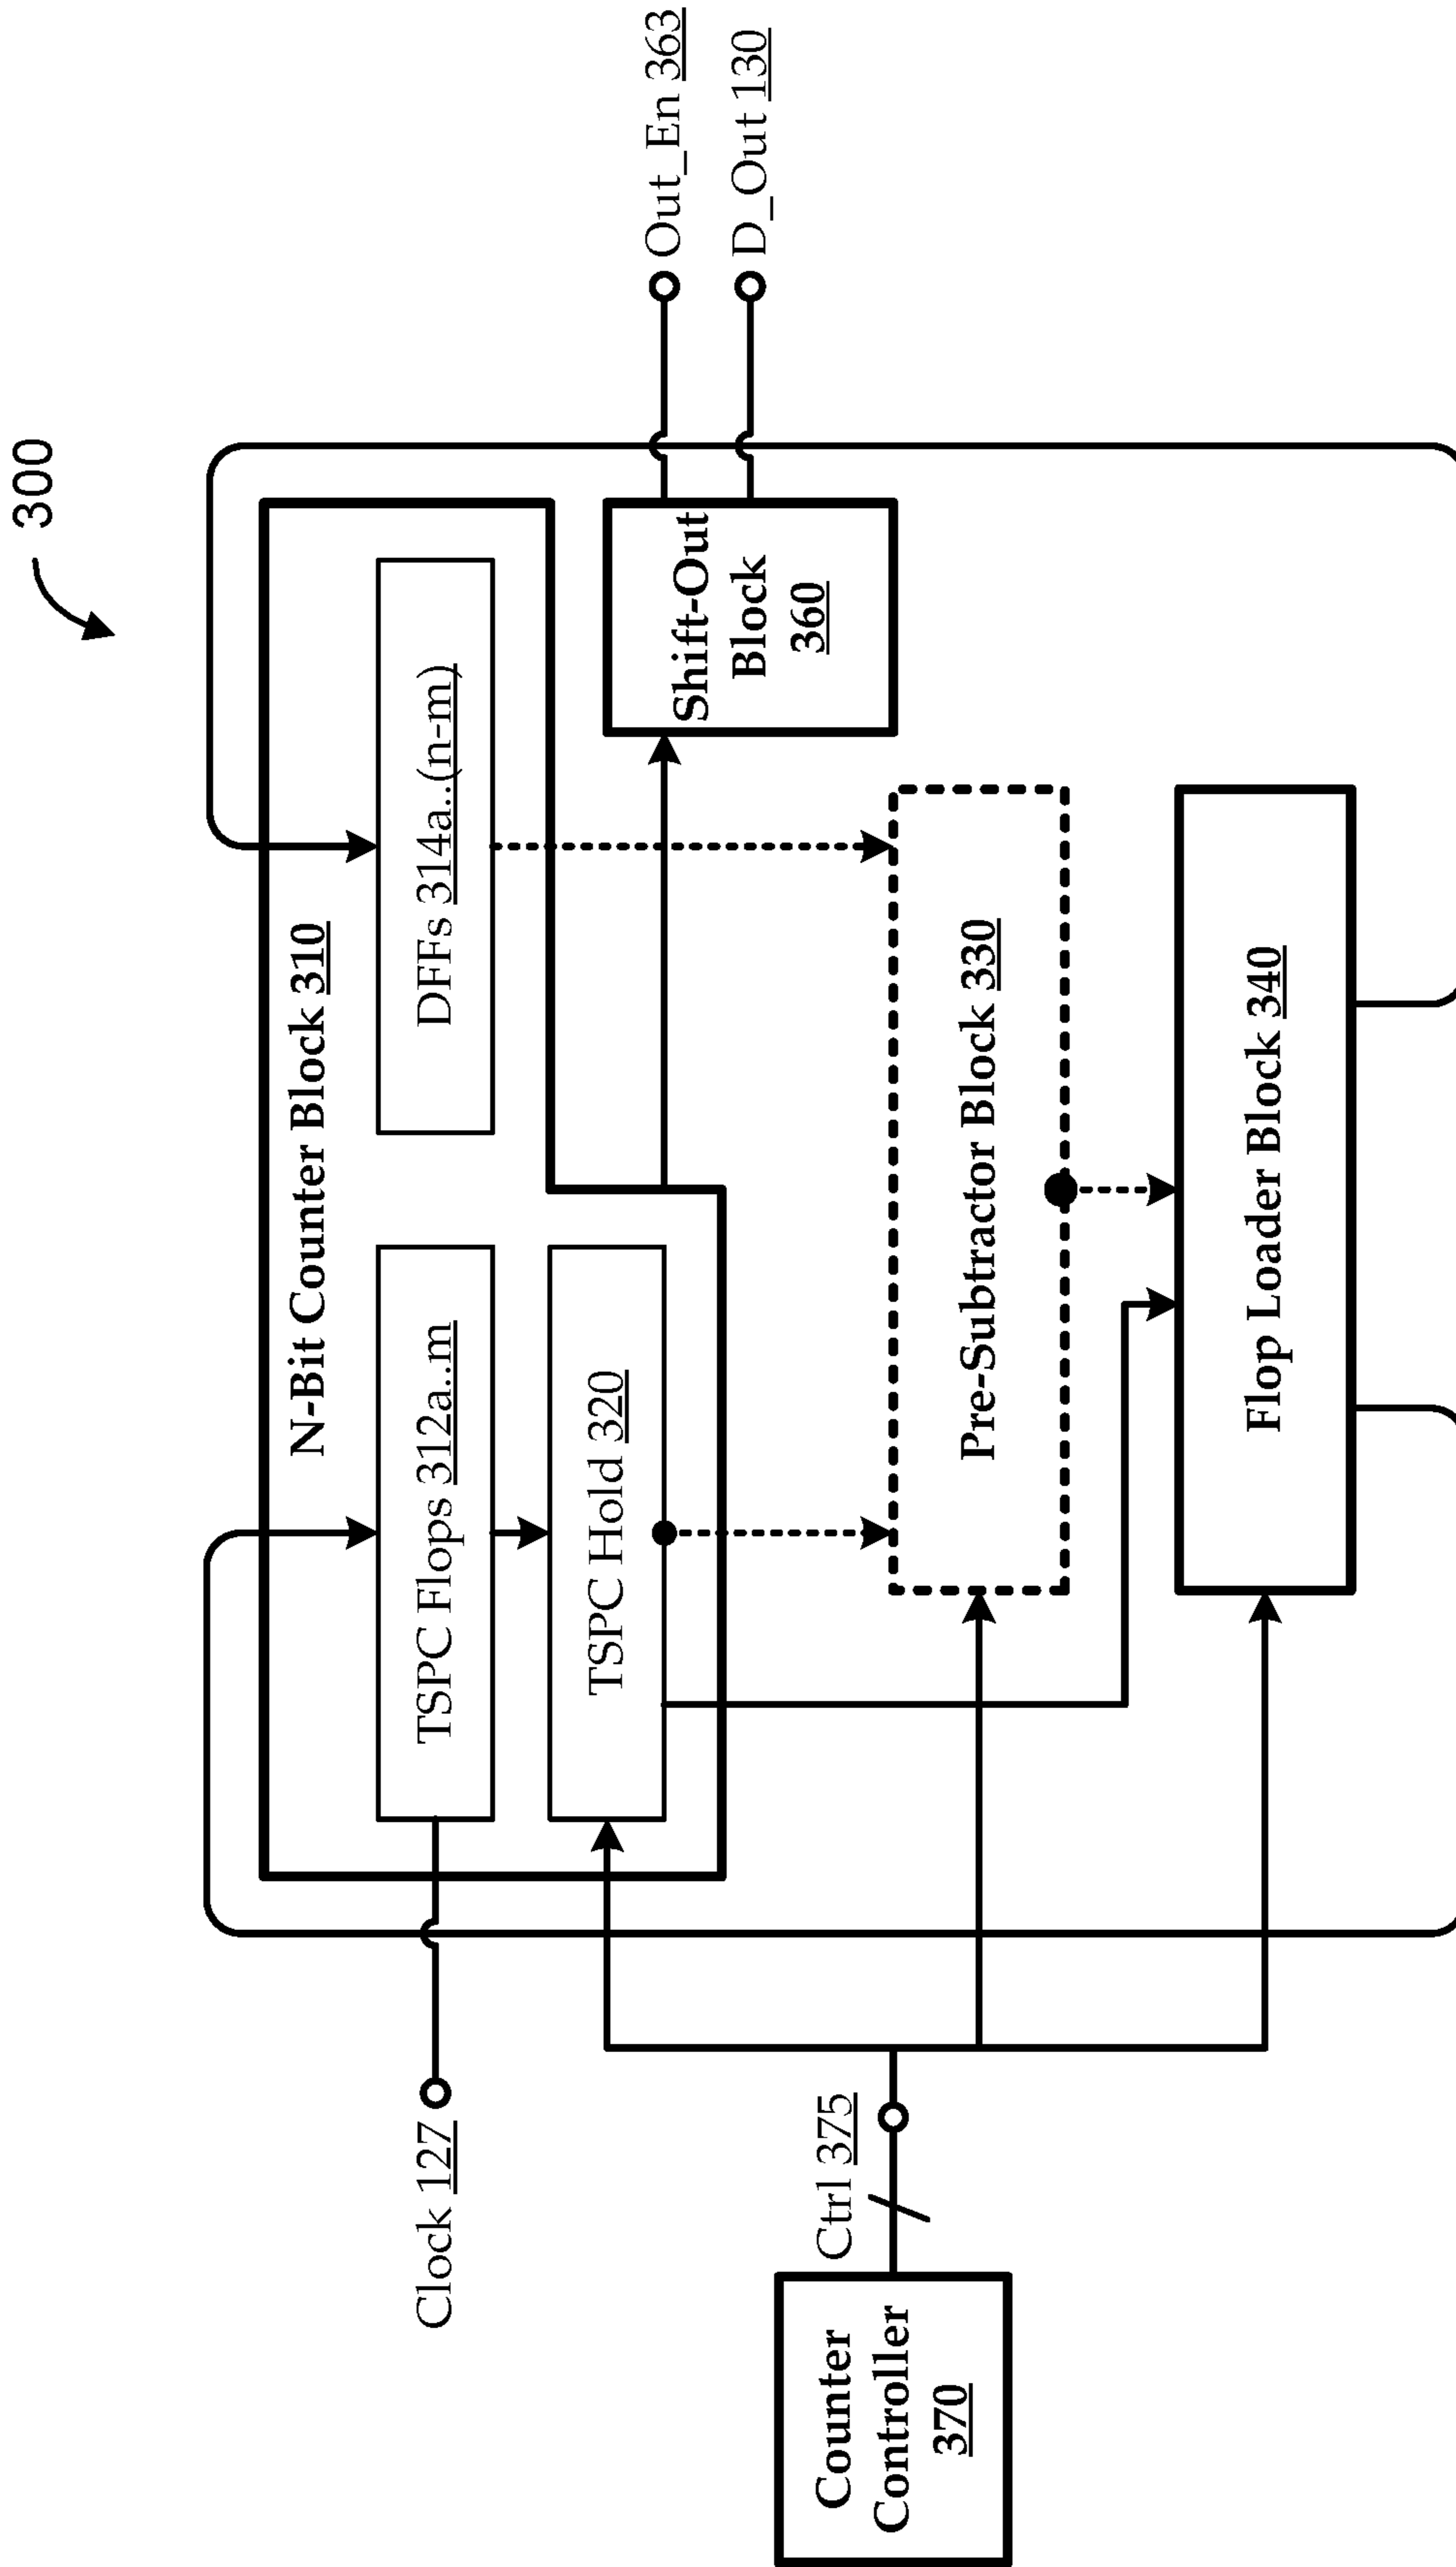 300
N-Bit Counter Block 310
Clock 127
TSPC Flops 312a..m
DFFs 314a..(n-m)
TSPC Hold 320
Shift-Out
Block
360
Out_En 363
D_Out 130
Counter
Controller
370
Ctrl 375
Pre-Subtractor Block 330
Flop Loader Block 340